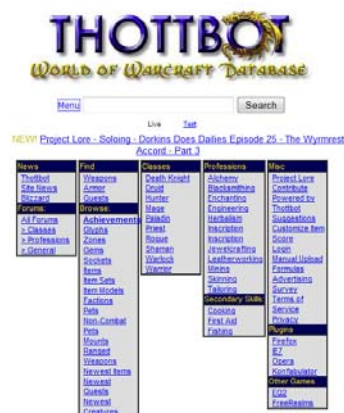 THOTTBOT
WORLD OF WARCRAFT DATABASE
Menu
Search
Live Test
NEW! Project Lore - Soloing - Dorkins Does Dailies Episode 25 - The Wyrmrest
Accord - Part 3
News
Thottbot
Site News
Blizzard
Forums:
All Forums
> Classes
> Professions
> General
Find
Weapons
Armor
Quests
Browse:
Achievements
Glyphs
Zones
Gems
Sockets
Items
Item Sets
Item Models
Factions
Pets
Non-Combat
Pets
Mounts
Ranged
Weapons
Newest Items
Newest
Quests
Newest
Creatures
Classes
Death Knight
Druid
Hunter
Mage
Paladin
Priest
Rogue
Shaman
Warlock
Warrior
Professions
Alchemy
Blacksmithing
Enchanting
Engineering
Herbalism
Inscription
Inscription
Jewelcrafting
Leatherworking
Mining
Skinning
Tailoring
Secondary Skills:
Cooking
First Aid
Fishing
Misc
Project Lore
Contribute
Powered by
Thottbot
Suggestions
Customize Item
Score
Login
Manual Upload
Formulas
Advertising
Survey
Terms of
Service
Privacy
Plugins
Firefox
IE7
Opera
Konfabulator
Other Games
EQ2
FreeRealms